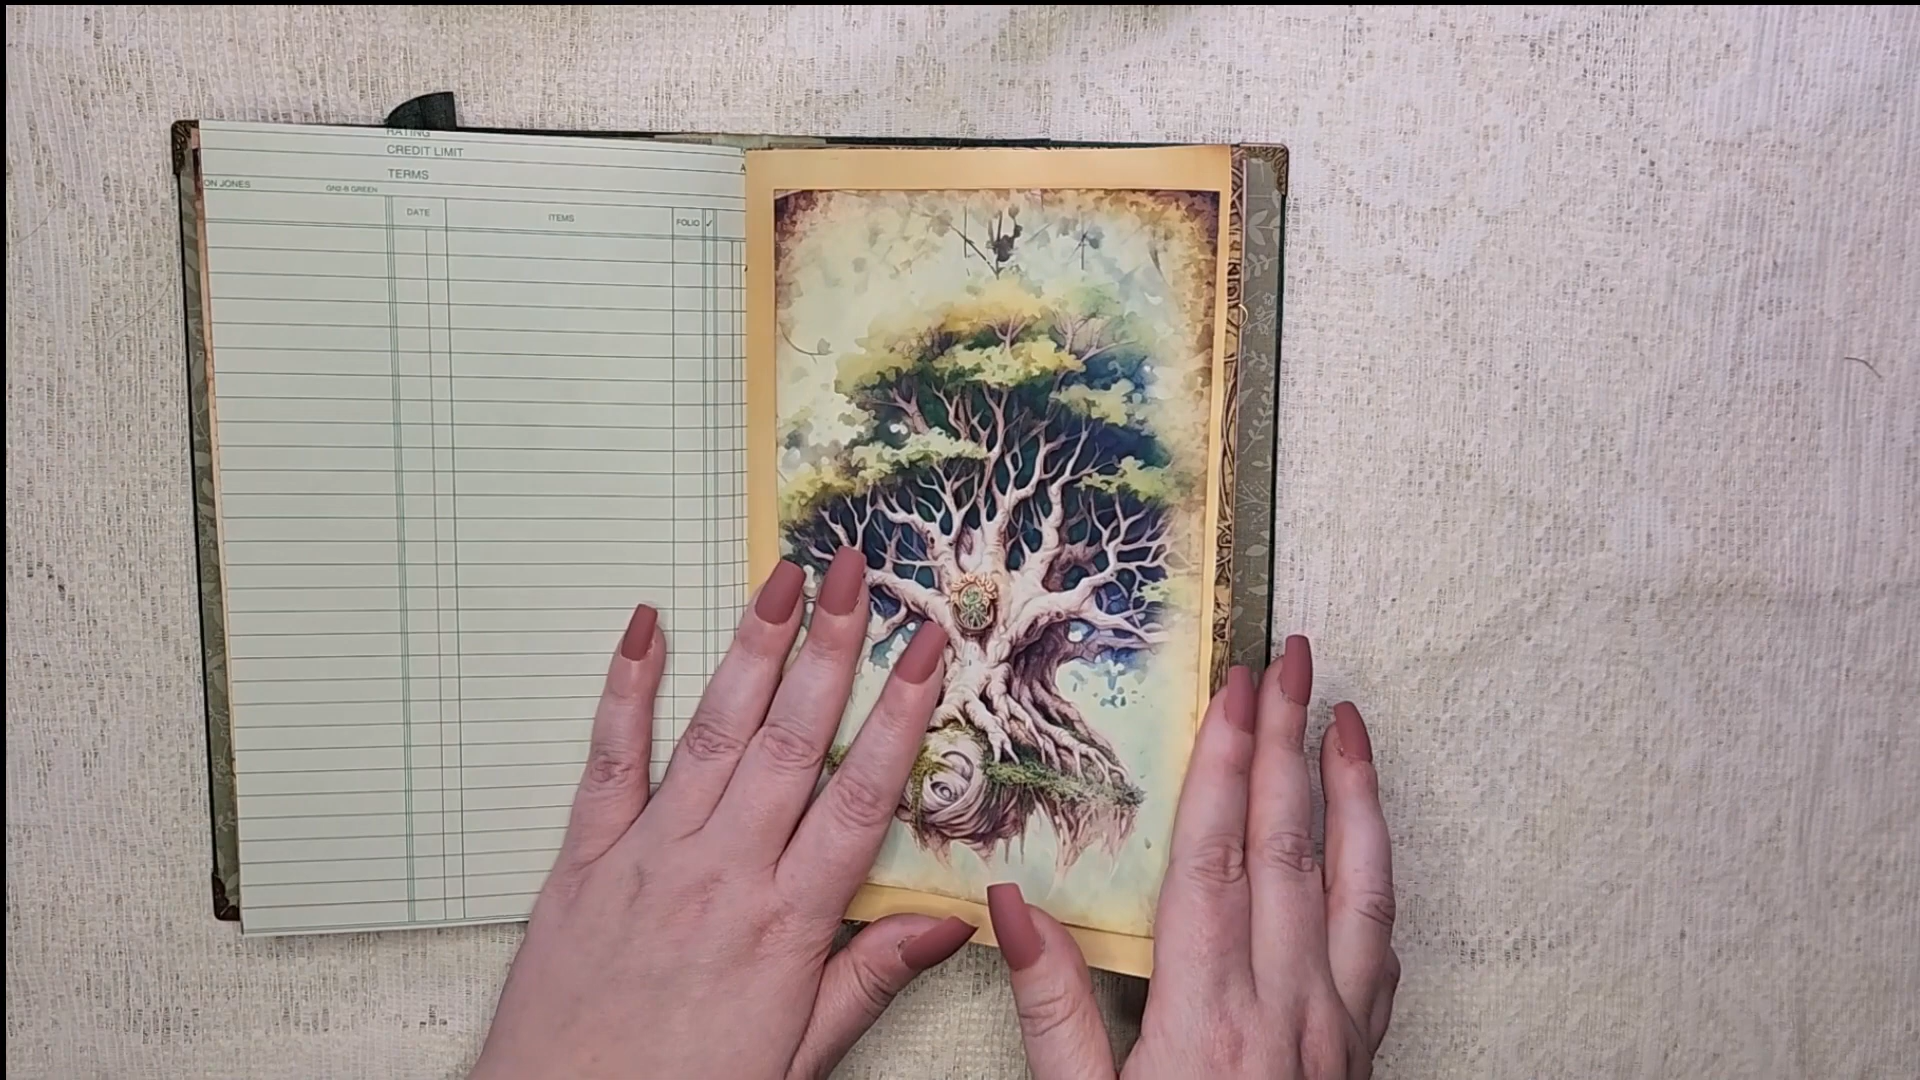 RATING
CREDIT LIMIT
TERMS
ON JONES
GN2-B GREEN
DATE
ITEMS
FOLIO ✓